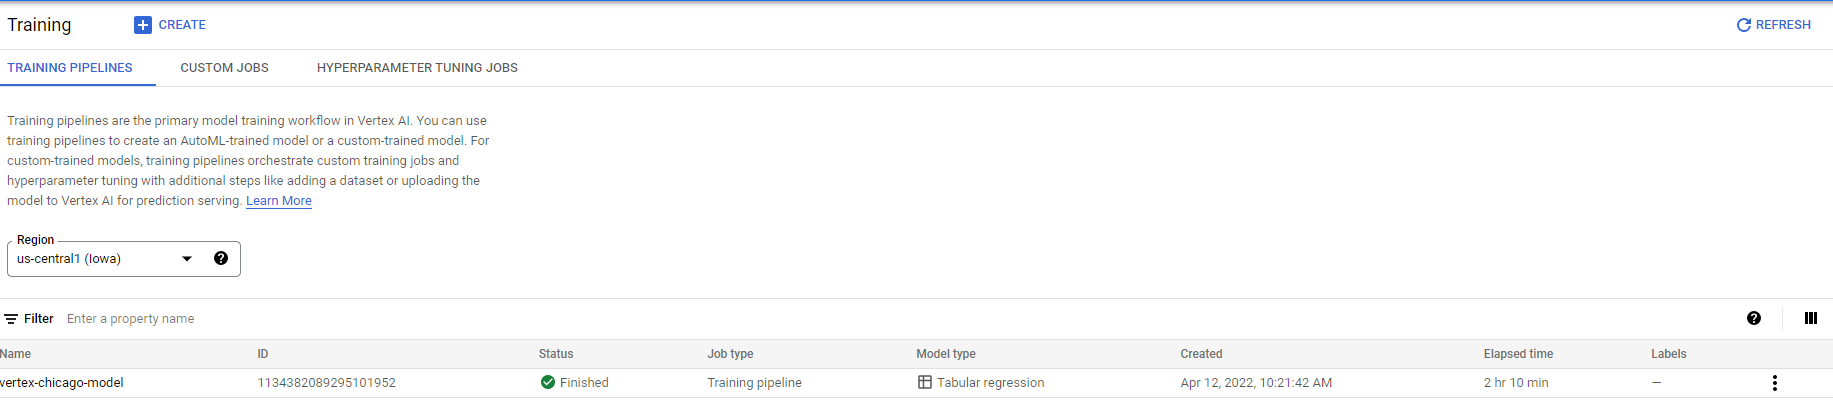 Training CREATE REFRESH
TRAINING PIPELINES CUSTOM JOBS HYPERPARAMETER TUNING JOBS
Training pipelines are the primary model training workflow in Vertex AI. You can use
training pipelines to create an AutoML-trained model or a custom-trained model. For
custom-trained models, training pipelines orchestrate custom training jobs and
hyperparameter tuning with additional steps like adding a dataset or uploading the
model to Vertex AI for prediction serving. Learn More
Region
us-central1 (Iowa)
Filter Enter a property name
Name ID Status Job type Model type Created Elapsed time Labels
vertex-chicago-model 1134382089295101952 Finished Training pipeline Tabular regression Apr 12, 2022, 10:21:42 AM 2 hr 10 min —